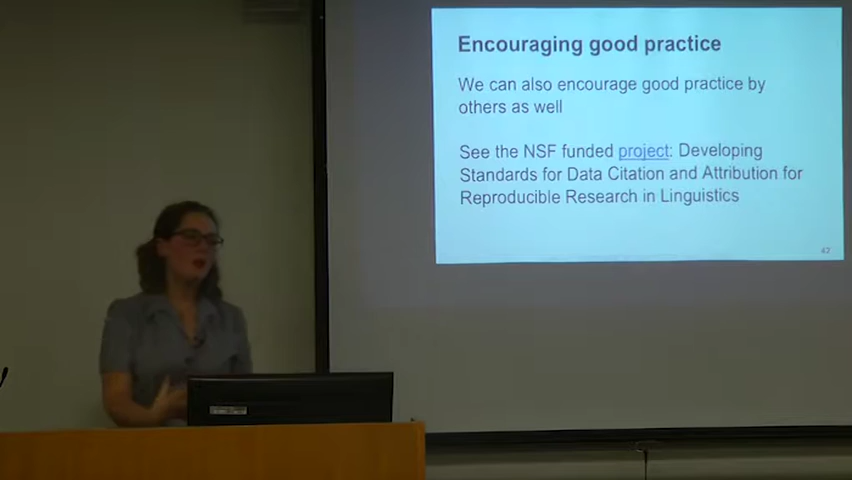 Encouraging good practice
We can also encourage good practice by
others as well
See the NSF funded project: Developing
Standards for Data Citation and Attribution for
Reproducible Research in Linguistics
42